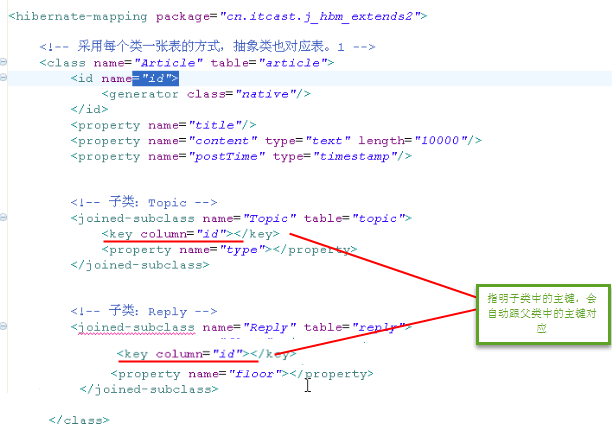 <hibernate-mapping package="cn.itcast.j_hbm_extends2">
<!-- 采用每个类一张表的方式，抽象类也对应表。1 -->
<class name="Article" table="article">
<id name="id">
<generator class="native"/>
</id>
<property name="title"/>
<property name="content" type="text" length="10000"/>
<property name="postTime" type="timestamp"/>
<!-- 子类：Topic -->
<joined-subclass name="Topic" table="topic">
<key column="id"></key>
<property name="type"></property>
</joined-subclass>
指明子类中的主键，会
自动跟父类中的主键对
应
<!-- 子类：Reply -->
<joined-subclass name="Reply" table="reply">
<key column="id"></key>
<property name="floor"></property>
</joined-subclass>
</class>